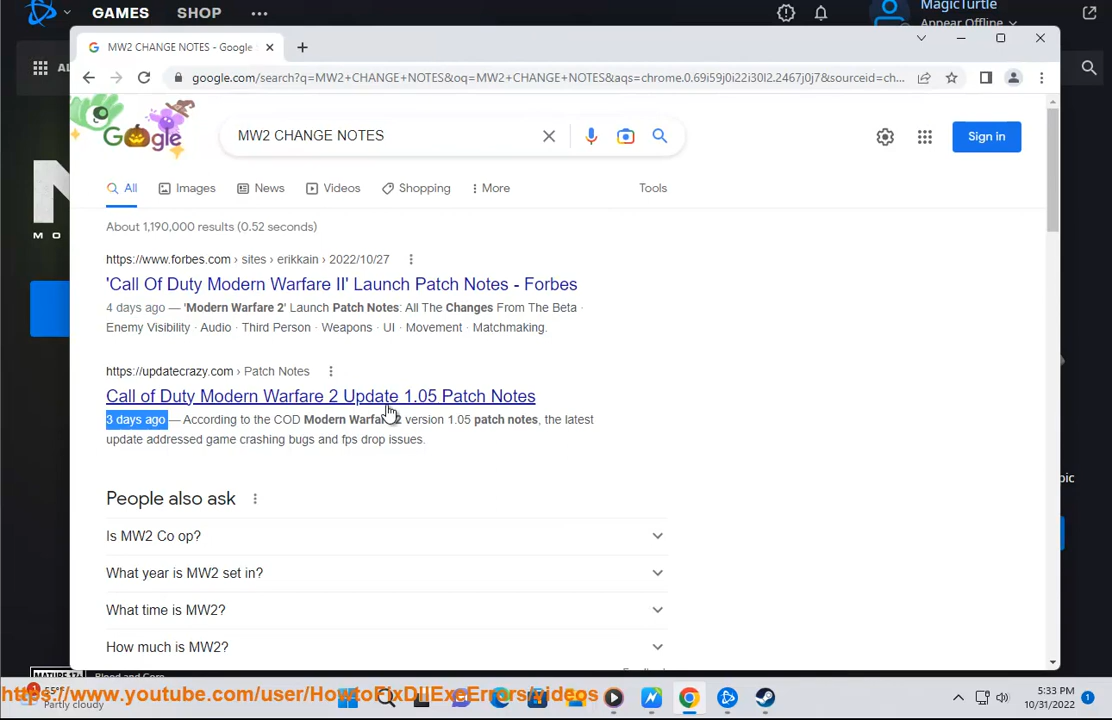 GAMES SHOP ...
MagicTurtle
Appear Offline
MW2 CHANGE NOTES - Google
google.com/search?q=MW2+CHANGE+NOTES&oq=MW2+CHANGE+NOTES&aqs=chrome.0.69i59j0i22i30l2.2467j0j7&sourceid=ch...
Google
MW2 CHANGE NOTES
Sign in
All Images News Videos Shopping More Tools
About 1,190,000 results (0.52 seconds)
https://www.forbes.com › sites › erikkain › 2022/10/27
'Call Of Duty Modern Warfare II' Launch Patch Notes - Forbes
4 days ago — 'Modern Warfare 2' Launch Patch Notes: All The Changes From The Beta ·
Enemy Visibility · Audio · Third Person · Weapons · UI · Movement · Matchmaking.
https://updatecrazy.com › Patch Notes
Call of Duty Modern Warfare 2 Update 1.05 Patch Notes
3 days ago — According to the COD Modern Warfare 2 version 1.05 patch notes, the latest
update addressed game crashing bugs and fps drop issues.
People also ask
Is MW2 Co op?
What year is MW2 set in?
What time is MW2?
How much is MW2?
https://www.youtube.com/user/HowtoFixDllExeErrors/videos
Partly cloudy
5:33 PM
10/31/2022
1